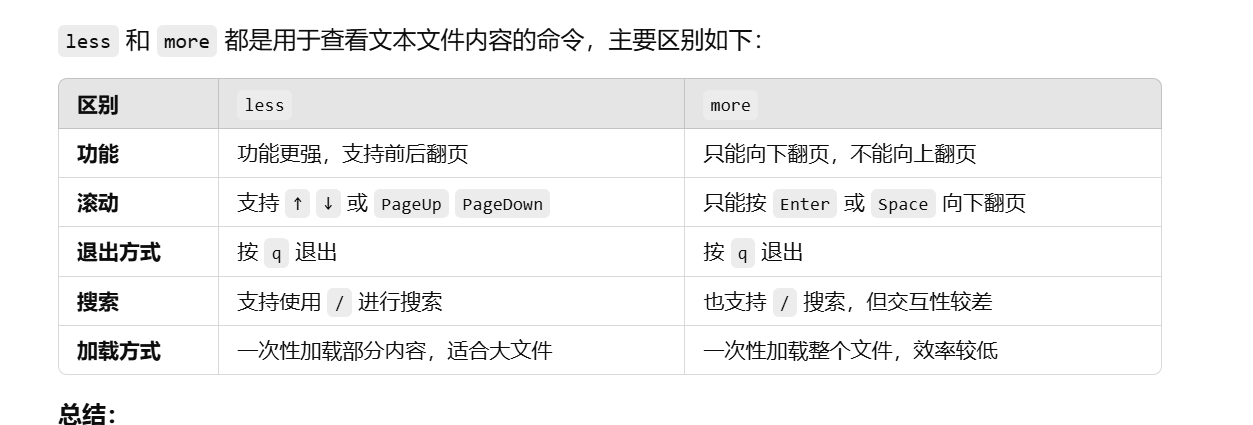 less 和 more 都是用于查看文本文件内容的命令，主要区别如下：
区别 less more
功能 功能更强，支持前后翻页 只能向下翻页，不能向上翻页
滚动 支持 ↑ ↓ 或 PageUp PageDown 只能按 Enter 或 Space 向下翻页
退出方式 按 q 退出 按 q 退出
搜索 支持使用 / 进行搜索 也支持 / 搜索，但交互性较差
加载方式 一次性加载部分内容，适合大文件 一次性加载整个文件，效率较低
总结：